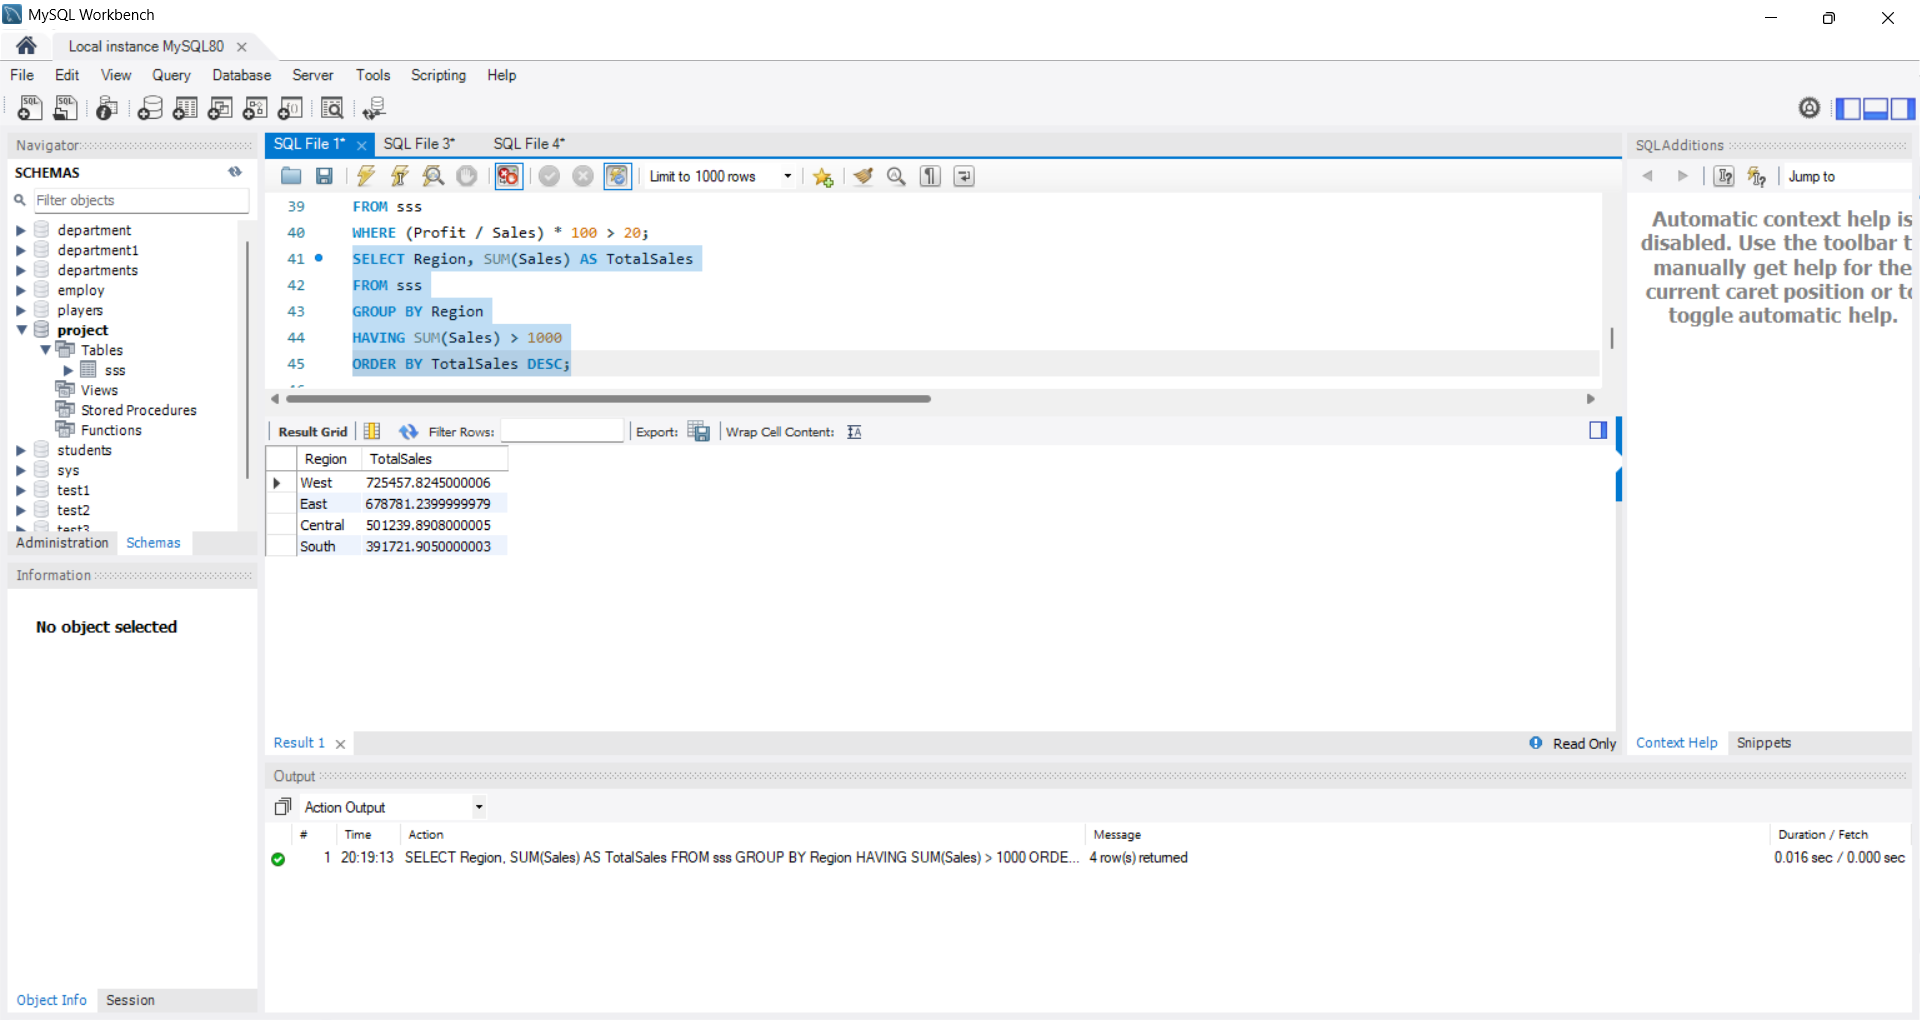 MySQL Workbench
Local instance MySQL80
File Edit View Query Database Server Tools Scripting Help
Navigator
SCHEMAS
Filter objects
department
department1
departments
employ
players
project
Tables
sss
Views
Stored Procedures
Functions
students
sys
test1
test2
test3
Administration Schemas
Information
No object selected
Object Info Session
SQL File 1* SQL File 3* SQL File 4*
Limit to 1000 rows
39 FROM sss
40 WHERE (Profit / Sales) * 100 > 20;
41 SELECT Region, SUM(Sales) AS TotalSales
42 FROM sss
43 GROUP BY Region
44 HAVING SUM(Sales) > 1000
45 ORDER BY TotalSales DESC;
Result Grid Filter Rows: Export: Wrap Cell Content:
Region TotalSales
West 725457.8245000006
East 678781.2399999979
Central 501239.8908000005
South 391721.9050000003
Result 1
Read Only
SQLAdditions
Jump to
Automatic context help is
disabled. Use the toolbar t
manually get help for the
current caret position or to
toggle automatic help.
Context Help Snippets
Output
Action Output
# Time Action Message Duration / Fetch
1 20:19:13 SELECT Region, SUM(Sales) AS TotalSales FROM sss GROUP BY Region HAVING SUM(Sales) > 1000 ORDE... 4 row(s) returned 0.016 sec / 0.000 sec